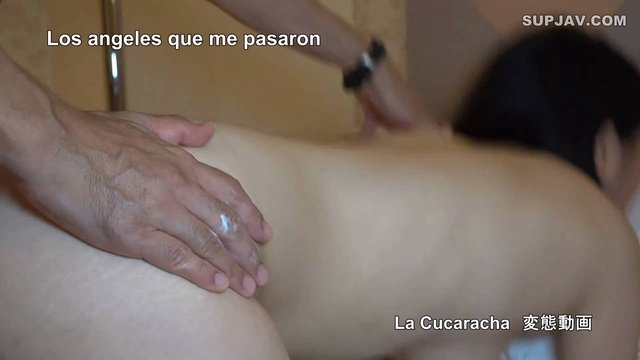 SUPJAV.COM
Los angeles que me pasaron
La Cucaracha 変態動画